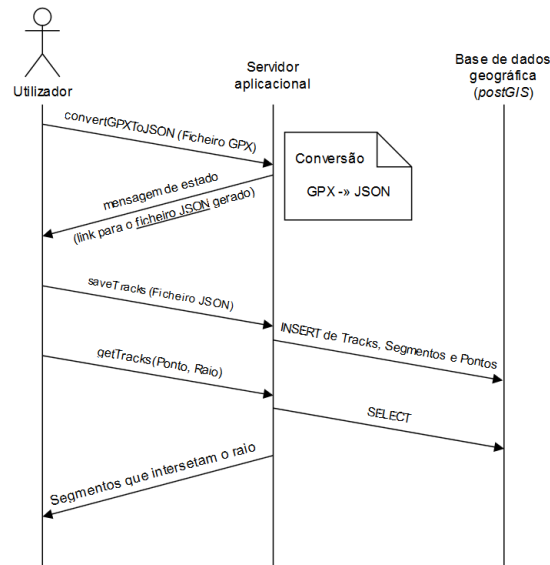 Utilizador
Servidor
aplicacional
Base de dados
geográfica
(postGIS)
convertGPXToJSON (Ficheiro GPX)
Conversão
GPX -» JSON
mensagem de estado
(link para o ficheiro JSON gerado)
saveTracks (Ficheiro JSON)
INSERT de Tracks, Segmentos e Pontos
getTracks(Ponto, Raio)
SELECT
Segmentos que intersetam o raio